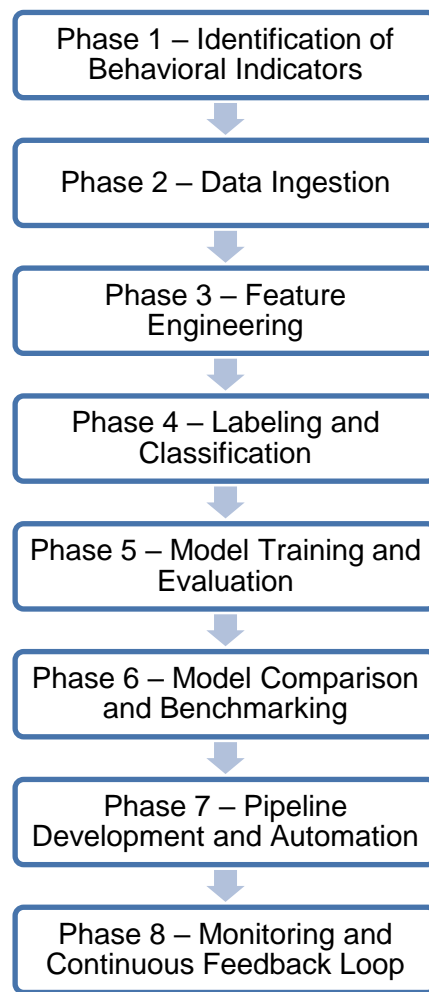 Phase 1 – Identification of
Behavioral Indicators
Phase 2 – Data Ingestion
Phase 3 – Feature
Engineering
Phase 4 – Labeling and
Classification
Phase 5 – Model Training and
Evaluation
Phase 6 – Model Comparison
and Benchmarking
Phase 7 – Pipeline
Development and Automation
Phase 8 – Monitoring and
Continuous Feedback Loop